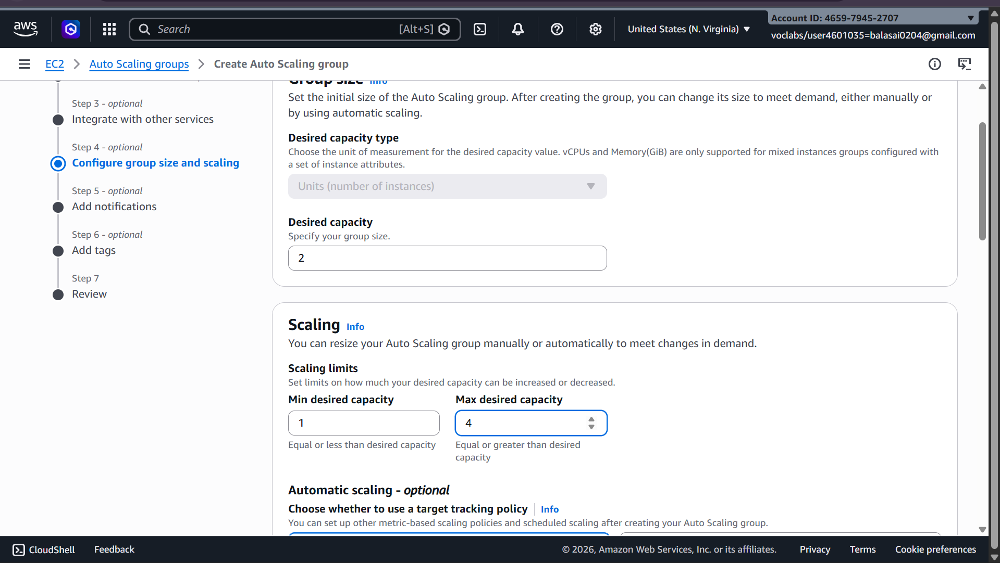 aws
Search
[Alt+S]
United States (N. Virginia)
Account ID: 4659-7945-2707
voclabs/user4601035=balasai0204@gmail.com
EC2
Auto Scaling groups
Create Auto Scaling group
Step 3 - optional
Integrate with other services
Step 4 - optional
Configure group size and scaling
Step 5 - optional
Add notifications
Step 6 - optional
Add tags
Step 7
Review
Group size Info
Set the initial size of the Auto Scaling group. After creating the group, you can change its size to meet demand, either manually or
by using automatic scaling.
Desired capacity type
Choose the unit of measurement for the desired capacity value. vCPUs and Memory(GiB) are only supported for mixed instances groups configured with
a set of instance attributes.
Units (number of instances)
Desired capacity
Specify your group size.
2
Scaling Info
You can resize your Auto Scaling group manually or automatically to meet changes in demand.
Scaling limits
Set limits on how much your desired capacity can be increased or decreased.
Min desired capacity
1
Equal or less than desired capacity
Max desired capacity
4
Equal or greater than desired
capacity
Automatic scaling - optional
Choose whether to use a target tracking policy
Info
You can set up other metric-based scaling policies and scheduled scaling after creating your Auto Scaling group.
CloudShell
Feedback
© 2026, Amazon Web Services, Inc. or its affiliates.
Privacy
Terms
Cookie preferences